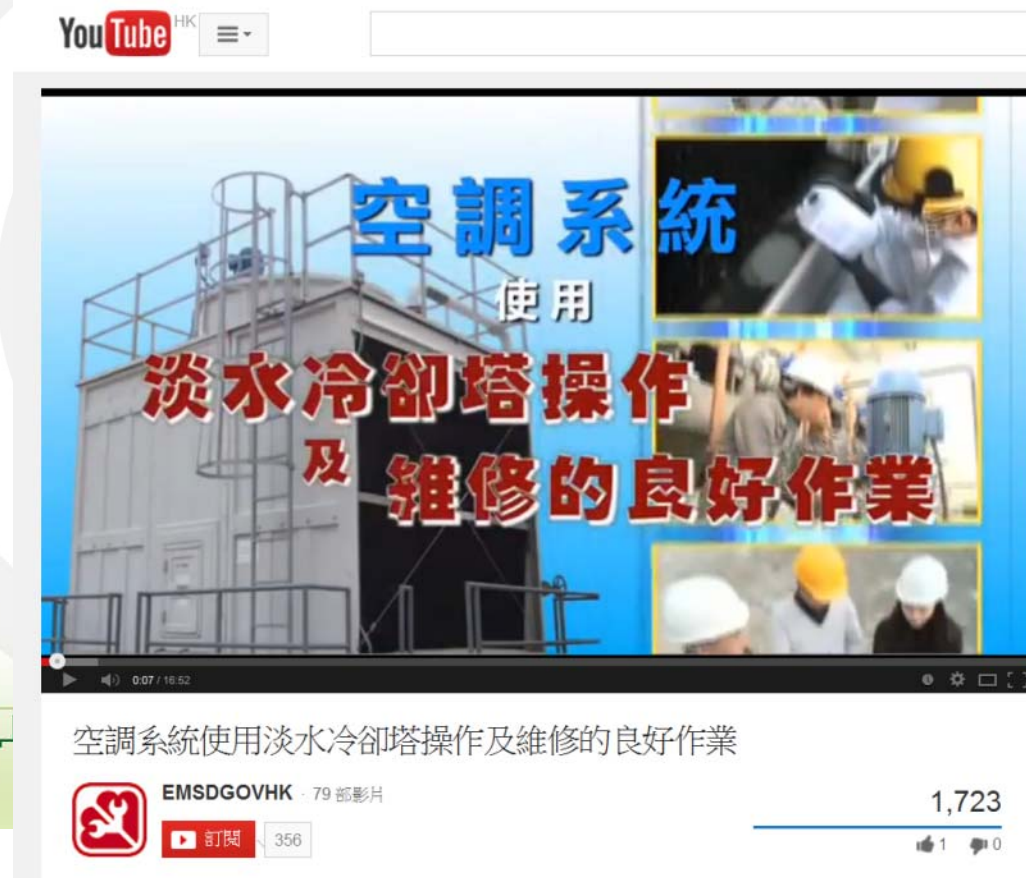 YouTube HK
空調系統
使用
淡水冷卻塔操作
及 維修的良好作業
0:07 / 16:52
空調系統使用淡水冷卻塔操作及維修的良好作業
EMSDGOVHK · 79 部影片
訂閱 356
1,723
1 0